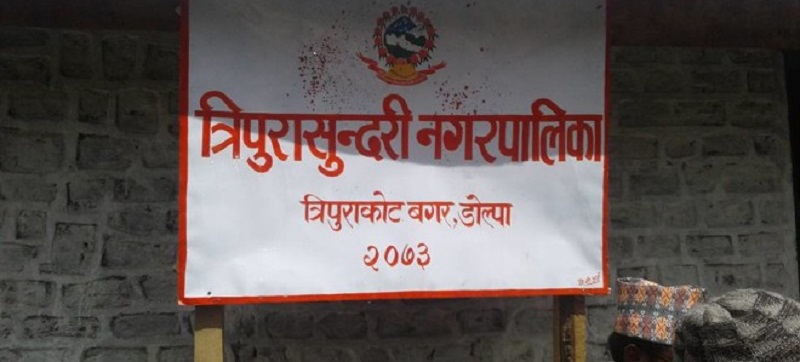 त्रिपुरासुन्दरी नगरपालिका
त्रिपुराकोट बगर, डोल्पा
२०७३